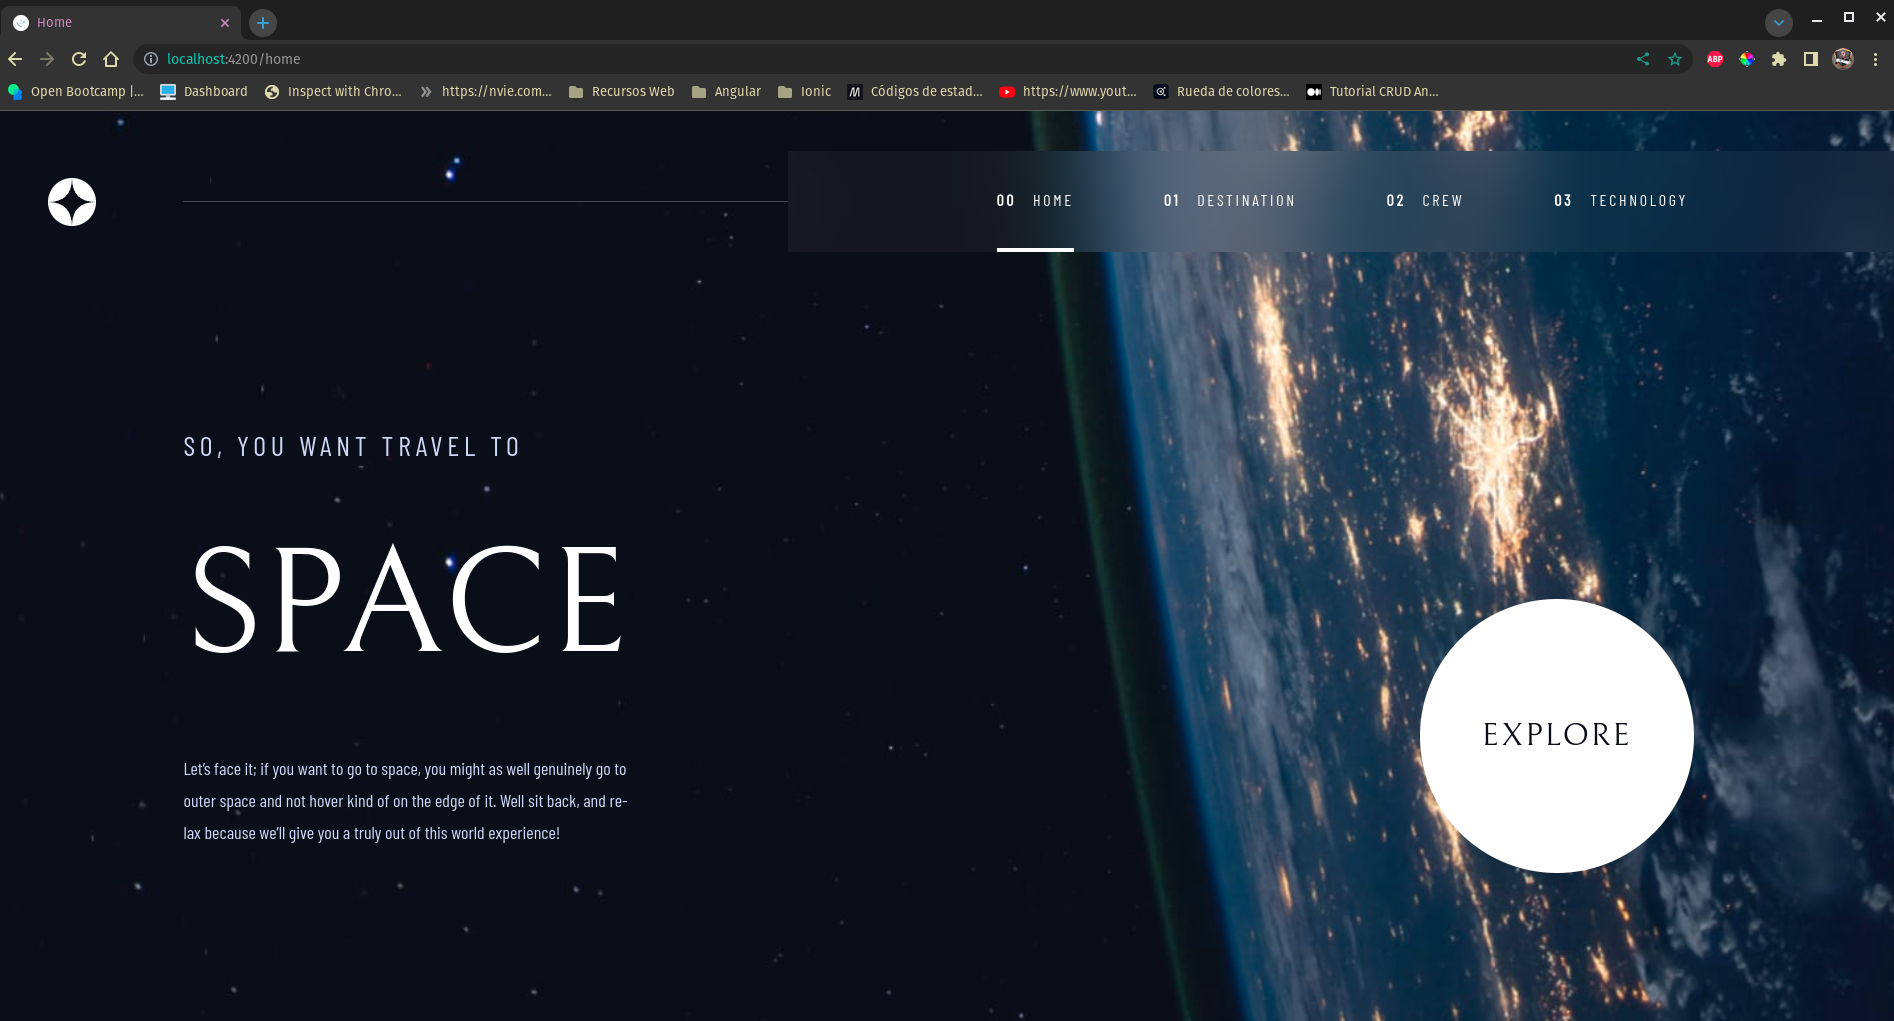 Home
localhost:4200/home
ABP
Open Bootcamp |...
Dashboard
Inspect with Chro...
https://nvie.com...
Recursos Web
Angular
Ionic
Códigos de estad...
https://www.yout...
Rueda de colores...
Tutorial CRUD An...
00 HOME
01 DESTINATION
02 CREW
03 TECHNOLOGY
SO, YOU WANT TRAVEL TO
SPACE
Let’s face it; if you want to go to space, you might as well genuinely go to
outer space and not hover kind of on the edge of it. Well sit back, and re-
lax because we’ll give you a truly out of this world experience!
EXPLORE